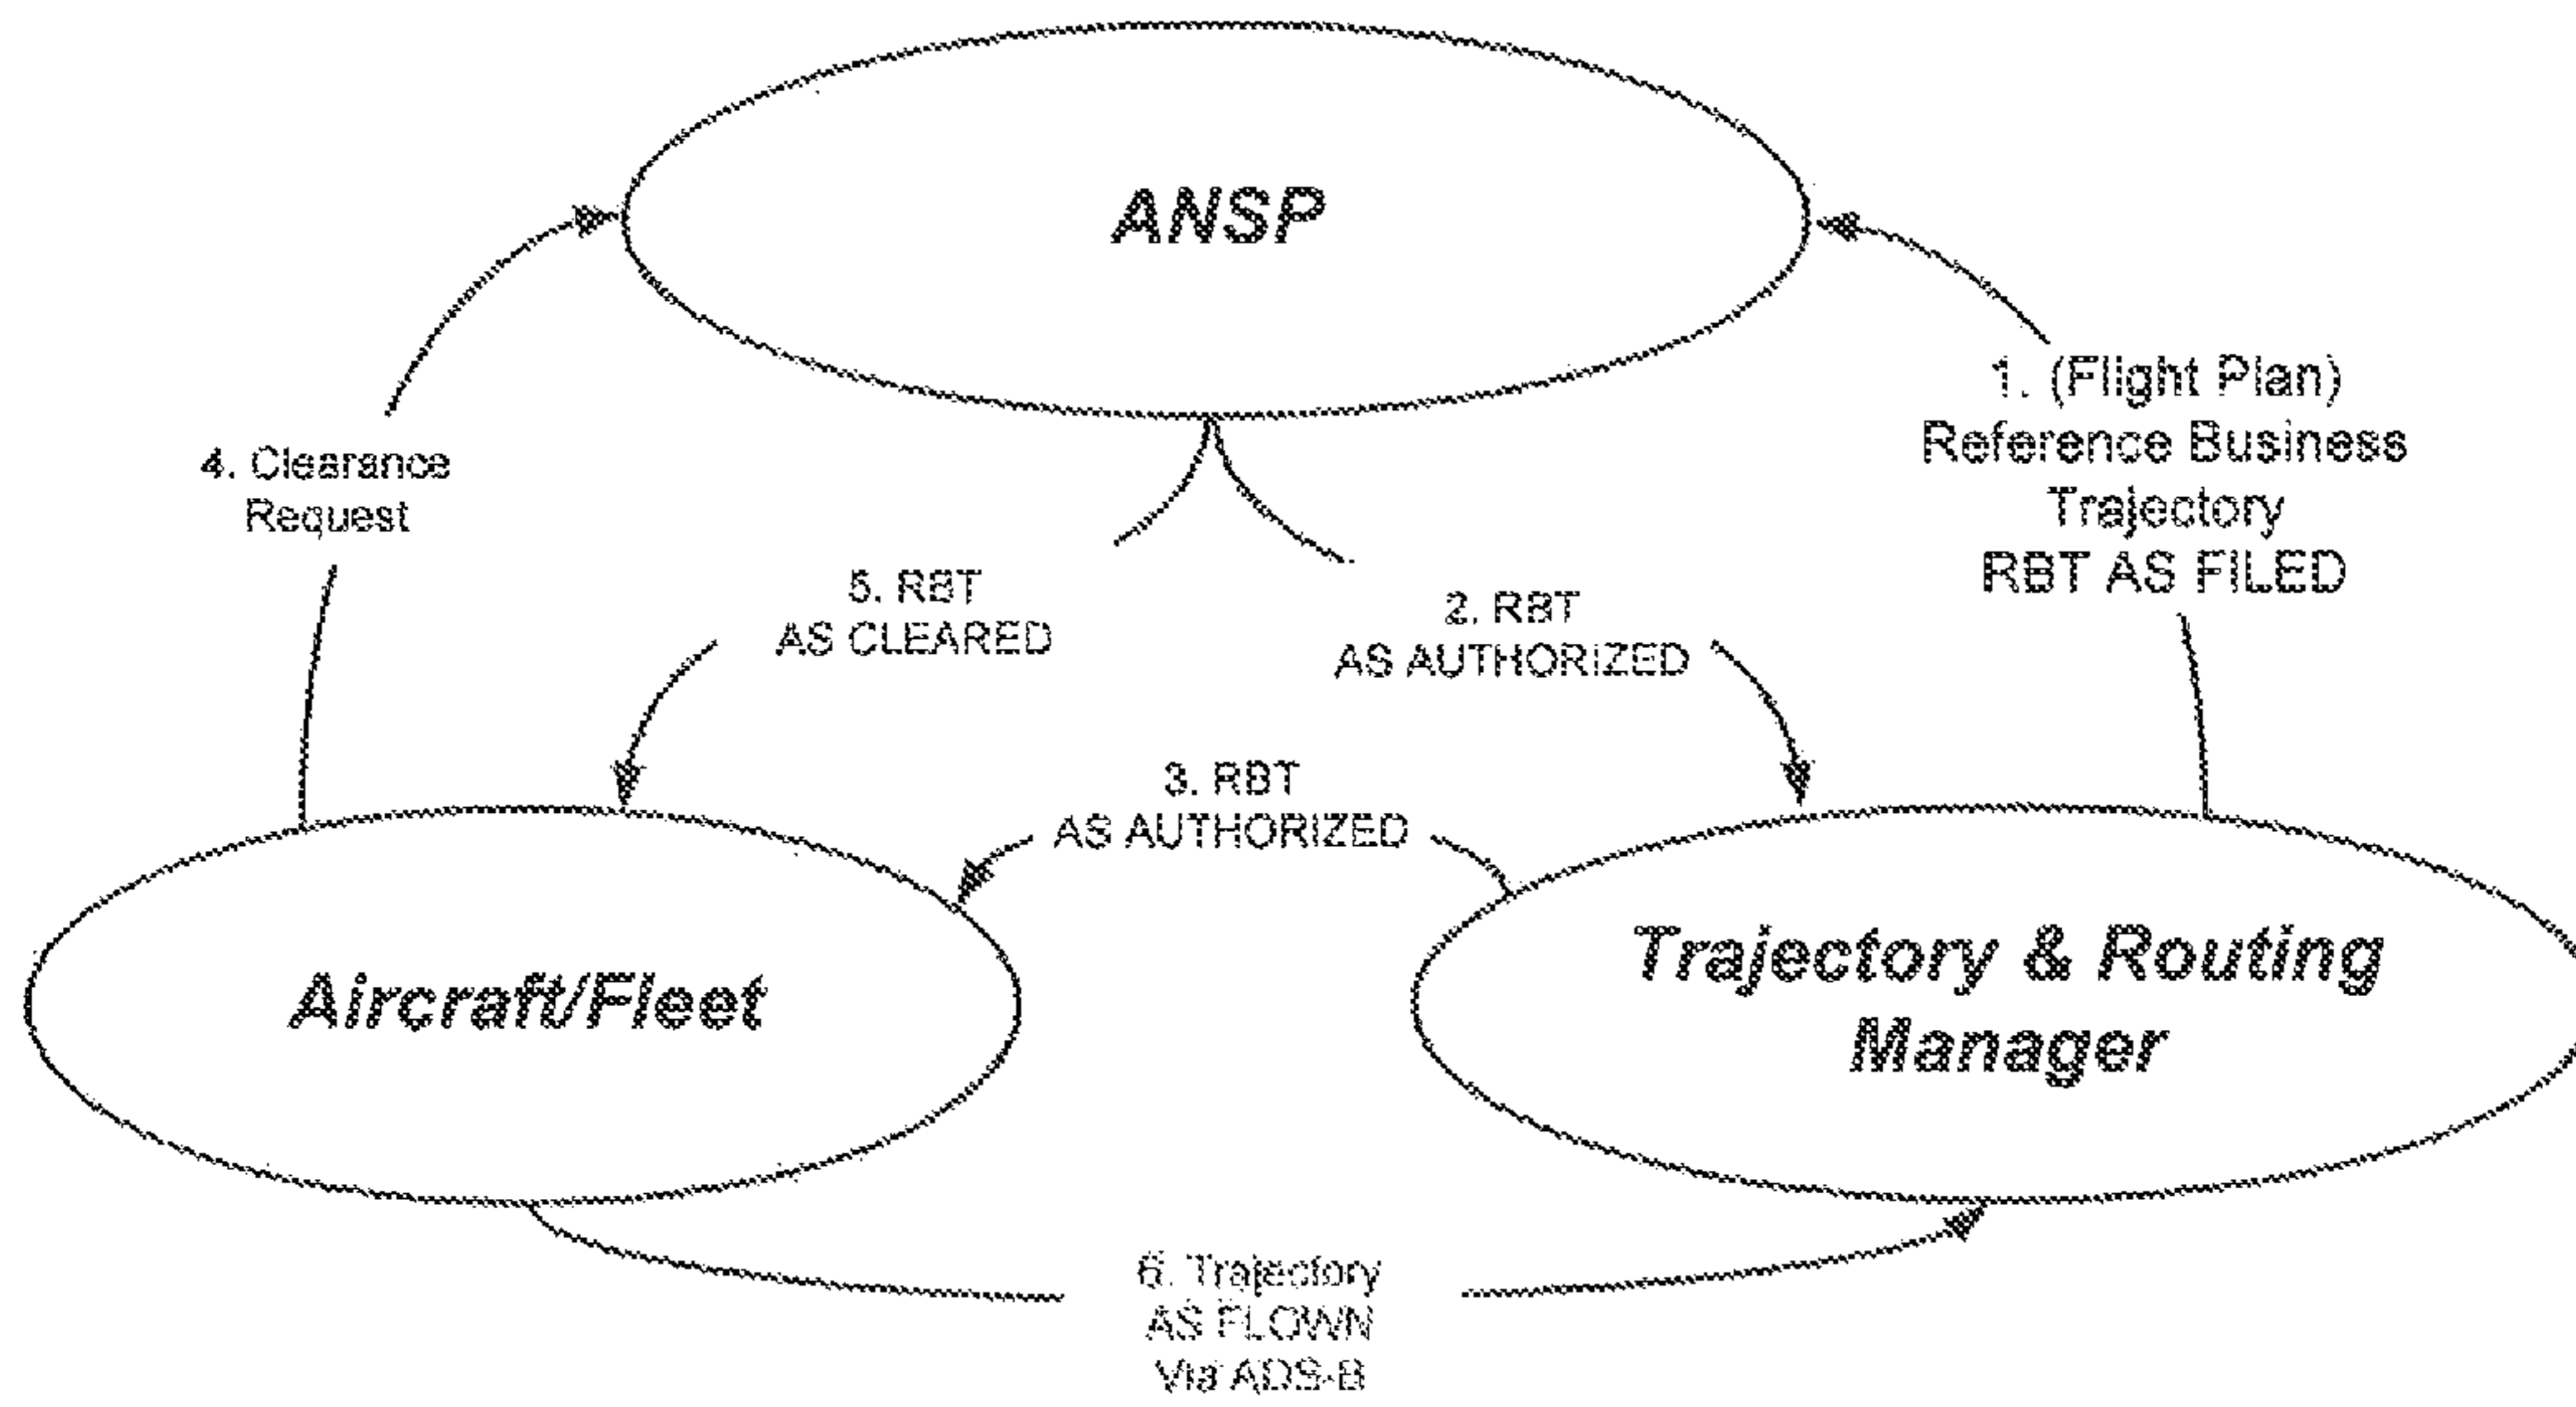 ANSP
1. (Flight Plan)
Reference Business
Trajectory
RBT AS FILED
4. Clearance
Request
5. RBT
AS CLEARED
2. RBT
AS AUTHORIZED
3. RBT
AS AUTHORIZED
Aircraft/Fleet
Trajectory & Routing
Manager
6. Trajectory
AS FLOWN
Via ADS-B